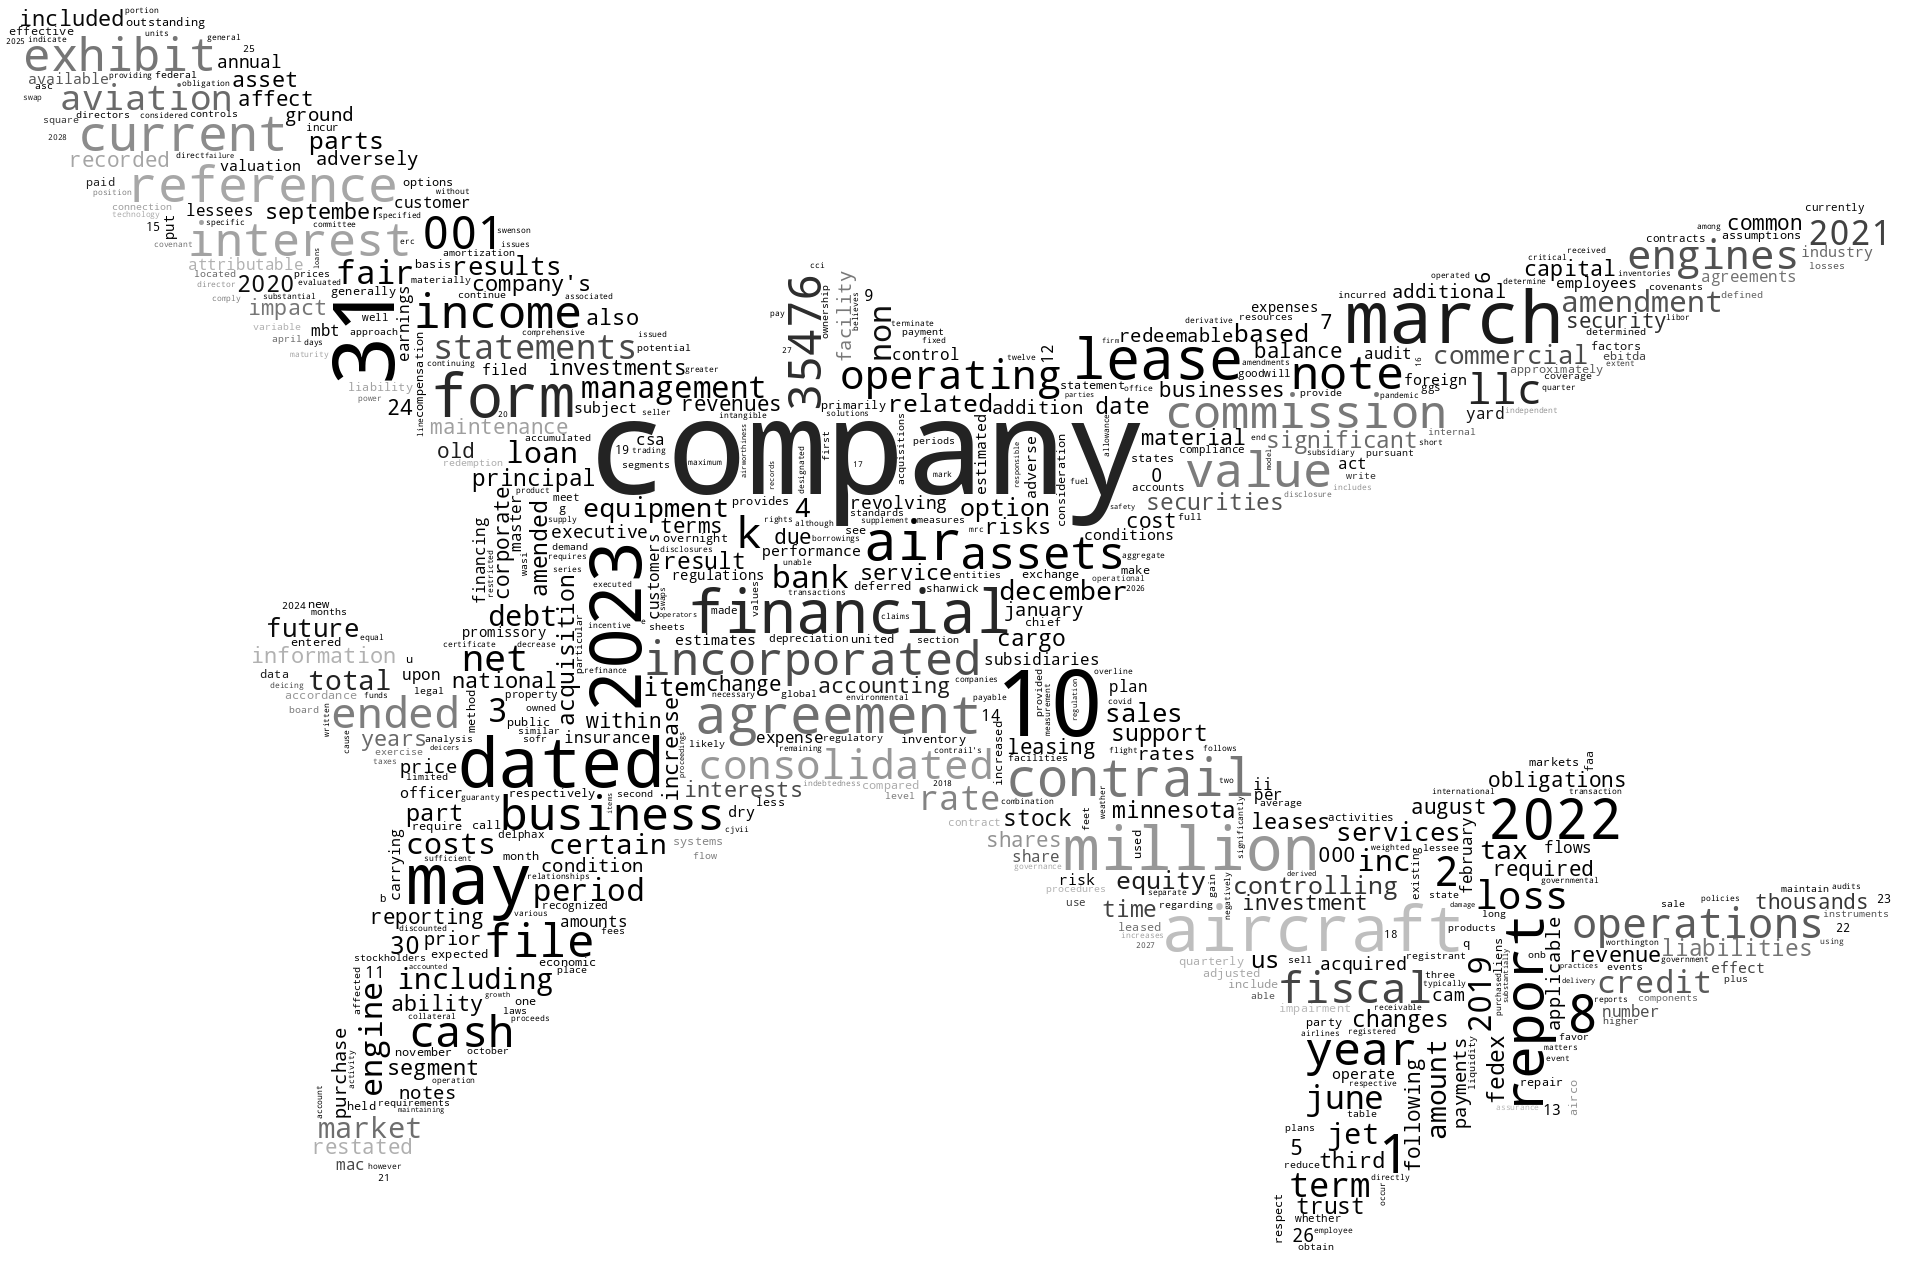 portion
included outstanding
effective units general
2025 indicate
exhibit 25
annual
available providing federal asset
asc obligation
swap aviation affect
directors considered controls
square current ground
2028 incur
parts
recorded direct failure adversely
valuation
paid reference options
position without
connection customer
technology lessees september specified
15 put specific committee 001 swenson
covenant interest erc issues
loans amortization
attributable fair basis results
located 2020 prices materially company's
director evaluated generally continue associated
comply substantial 31 income also
impact well
variable mbt approach earnings comprehensive issued
april days statements potential
maturity continuing filed investments greater
liability form management
power 24 20 subject seller revenues
linecompensation maintenance intangible
cci
354476 ownership facility believes
pay 9 non
27 terminate
payment
fixed
control twelve 12
operating lease
statement office
primarily related addition date parties
solutions
currently
among common 2021
contracts assumptions
critical received engines industry
operated 6 capital inventories agreements losses
additional determine employees covenants
expenses incurred march amendment defined
derivative resources 7 security libor
firm redeemable based determined
amendments balance audit commercial factors
goodwill note 16 approximately ebitda
businesses provide foreign coverage extent
pandemic ggs llc quarter
commission yard independent
old accumulated csa company material end significant internal
redemption loan 19 trading states compliance model subsidiary short
principal segments maximum 0 value act pursuant
airworthiness records designated first 17 acquisitions periods mark estimated responsible adverse consideration allowance fuel
accounts write
securities disclosure includes
product meet equipment provides 4 revolving option safety
g rights standards
corporate master supply executive terms k although see supplement measures mrc risks cost full
financing restricted amended demand overnight due borrowings air conditions
wasi requires customers disclosures performance assets aggregate
series result unable
executed regulations bank service entities exchange make
2023 swaps transactions deferred shanwick december operational
values 2026
debt acquisition operators made financial claims january
promissory incentive sheets chief
certificate decrease particular estimates depreciation united section cargo
2024 new
months
future equal
entered
information u net incorporated subsidiaries
data total upon national refinance item change accounting companies overline
deicing necessary global environmental payable plan
accordance funds legal property covid
board ended method 3 owned within agreement 14 10 provided measurement regulation sales
written public similar
cause years analysis sofr insurance increase likely expense regulatory inventory support
exercise deicers proceedings remaining contrail's increased leasing flight rates follows
taxes price dated consolidated facilities
limited indebtedness compared 2018 contrail two ii
officer guaranty respectively second interests level rate combination weather per
items average
part business dry less stock feet minnesota
require call cjvii contract significantly leases activities
costs delphax certain systems shares used
carrying sufficient month condition flow share million 000 weighted
may relationships governance inc
b period risk equity derived
reporting recognized procedures separate gain controlling
discounted various amounts use time regarding negatively investment
30 prior file fees leased aircraft 18
stockholders expected economic increases 2027
affected 11 accounted place quarterly us sell acquired registrant
including adjusted
engine ability growth one include fiscal three typically
laws able cam
collateral proceeds impairment receivable
cash party changes
purchase november october airlines registered
activity segment year
operation operate
account notes respective
held requirements june
maintaining table
market plans jet
restated 5
mac however reduce third 1
21 directly
term occur
respect trust
whether
26 employee
obtain
markets faa
international obligations transaction
august 2022
services
lessee february tax flows
existing 2 required
state governmental
damage loss maintain audits
long sale policies thousands 23
products operations instruments
q report 22
worthington liabilities using
purchased liens substantially onb applicable revenue government
2019 practices events effect
delivery credit plus
reports components
8 number
higher
favor
matters
event
following amount payments liquidity fedex repair
assurance 13 airco